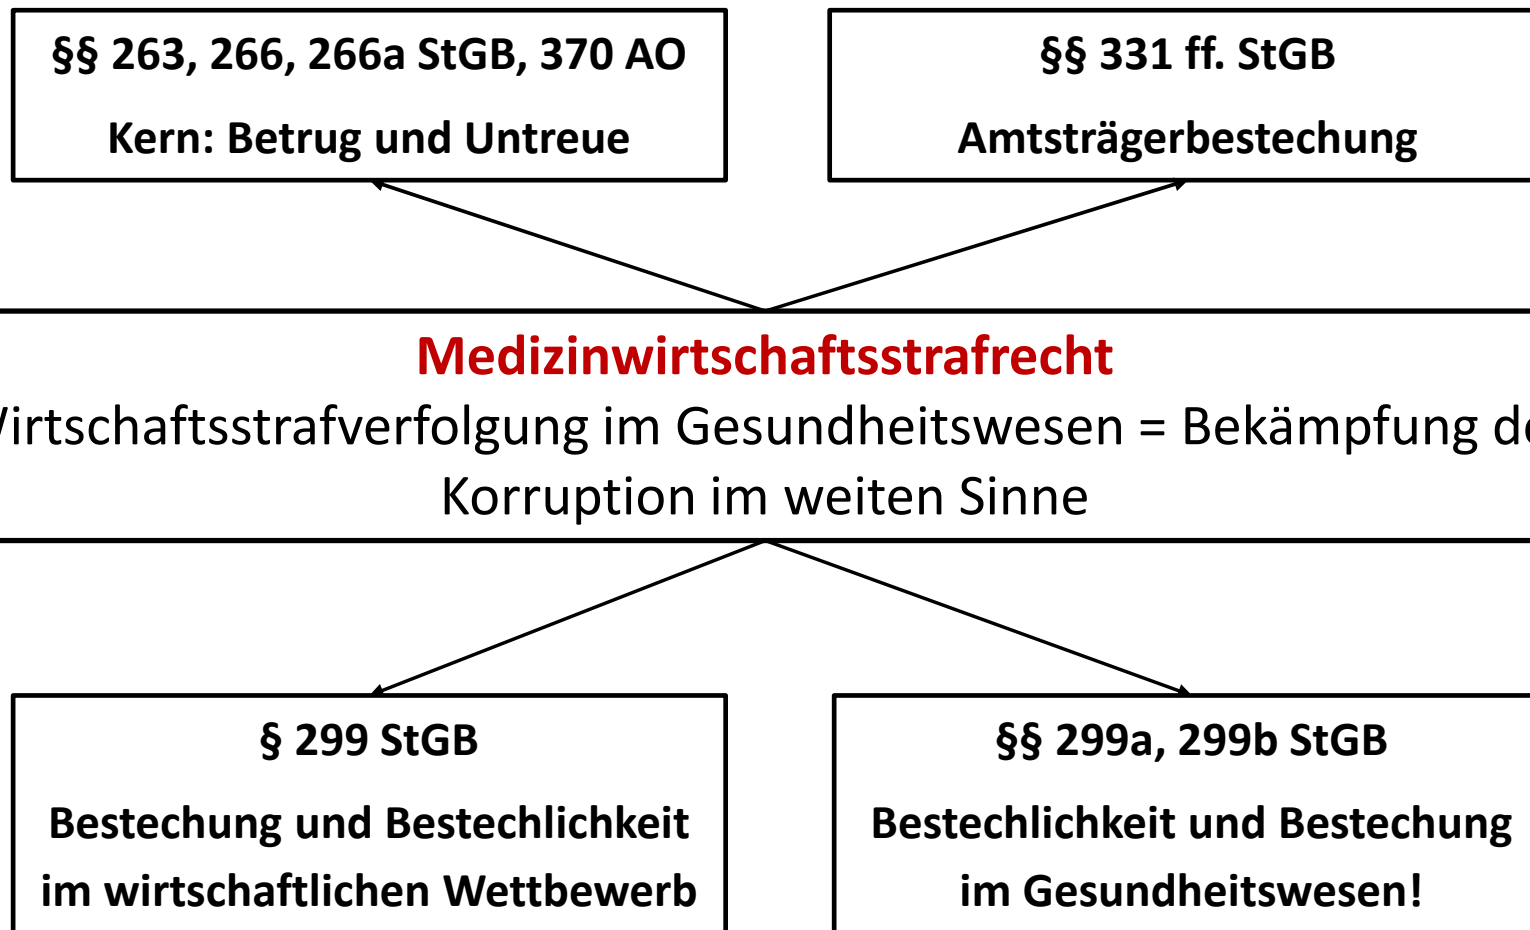 §§ 263, 266, 266a StGB, 370 AO
Kern: Betrug und Untreue
§§ 331 ff. StGB
Amtsträgerbestechung
Medizinwirtschaftsstrafrecht
Wirtschaftsstrafverfolgung im Gesundheitswesen = Bekämpfung de
Korruption im weiten Sinne
§ 299 StGB
Bestechung und Bestechlichkeit
im wirtschaftlichen Wettbewerb
§§ 299a, 299b StGB
Bestechlichkeit und Bestechung
im Gesundheitswesen!